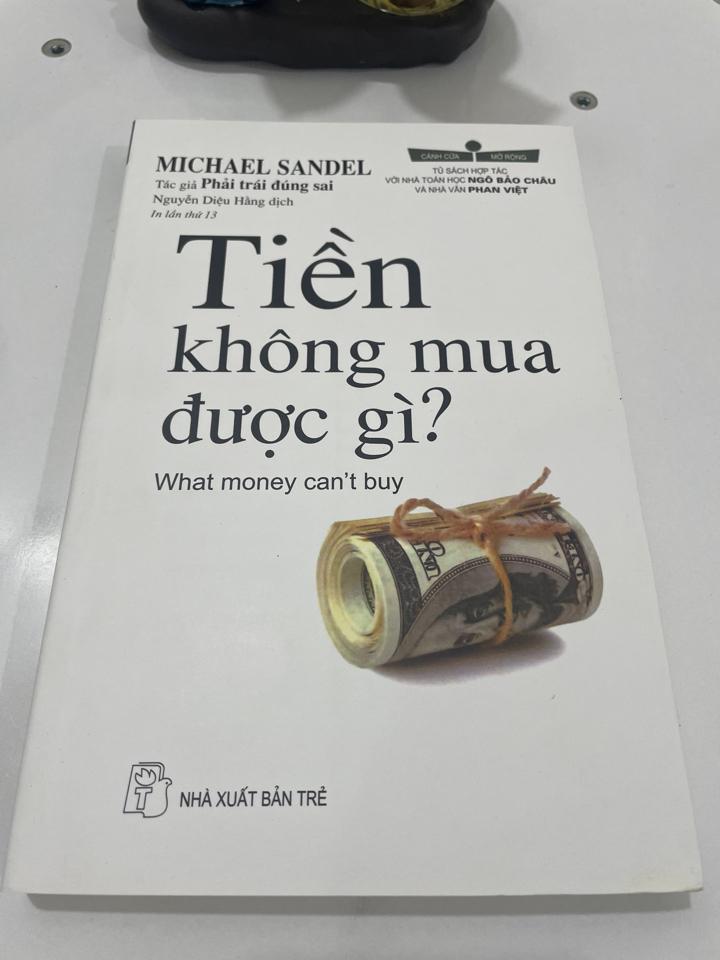 MICHAEL SANDEL
Tác giả Phải trái đúng sai
Nguyễn Diệu Hằng dịch
In lần thứ 13
CÁNH CỬA MỞ RỘNG
TỦ SÁCH HỢP TÁC
VỚI NHÀ TOÁN HỌC NGÔ BẢO CHÂU
VÀ NHÀ VĂN PHAN VIỆT
Tiền
không mua
được gì?
What money can't buy
T
NHÀ XUẤT BẢN TRẺ